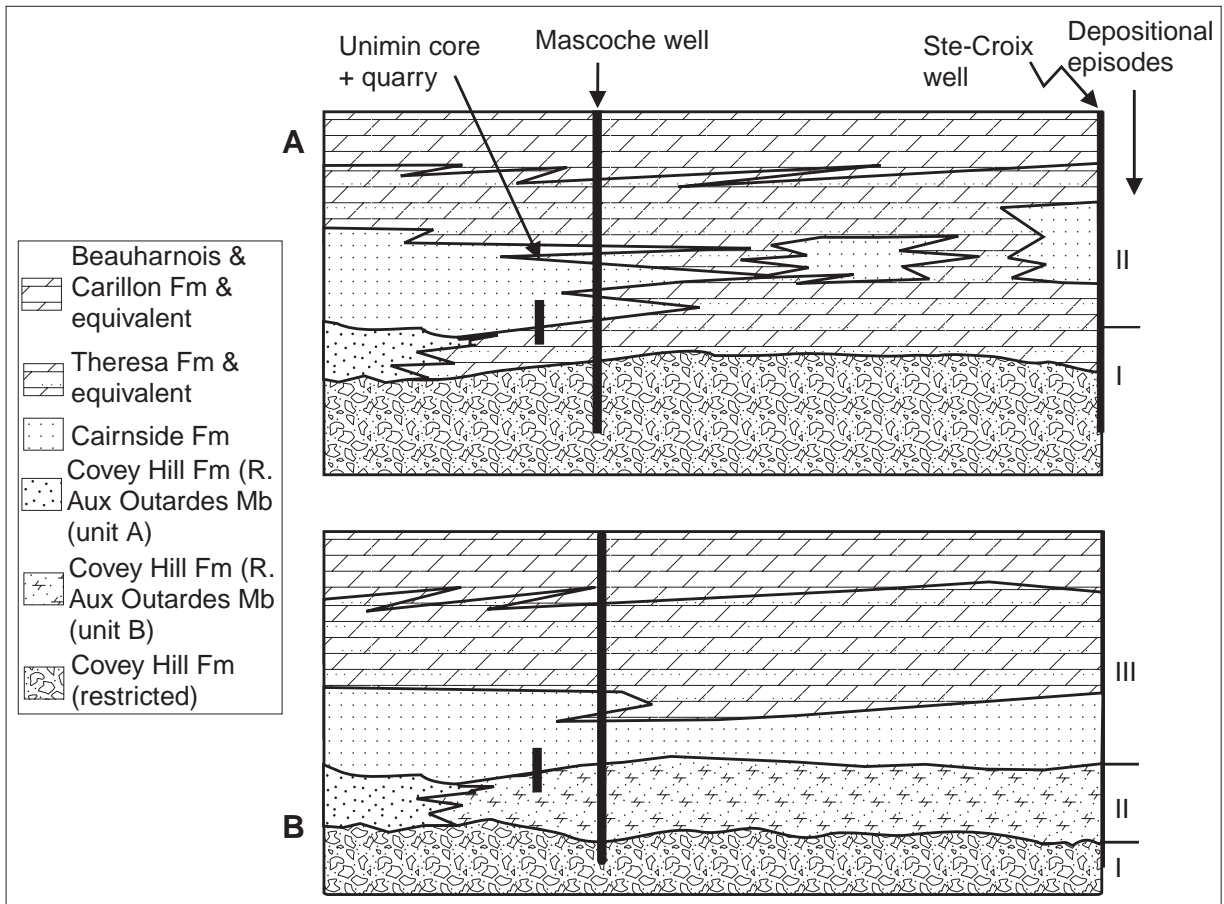 Unimin core
+ quarry
Mascoche well
Ste-Croix
well
Depositional
episodes
A
II
I
Beauharnois &
Carillon Fm &
equivalent
Theresa Fm &
equivalent
Cairnside Fm
Covey Hill Fm (R.
Aux Outardes Mb
(unit A)
Covey Hill Fm (R.
Aux Outardes Mb
(unit B)
Covey Hill Fm
(restricted)
B
III
II
I